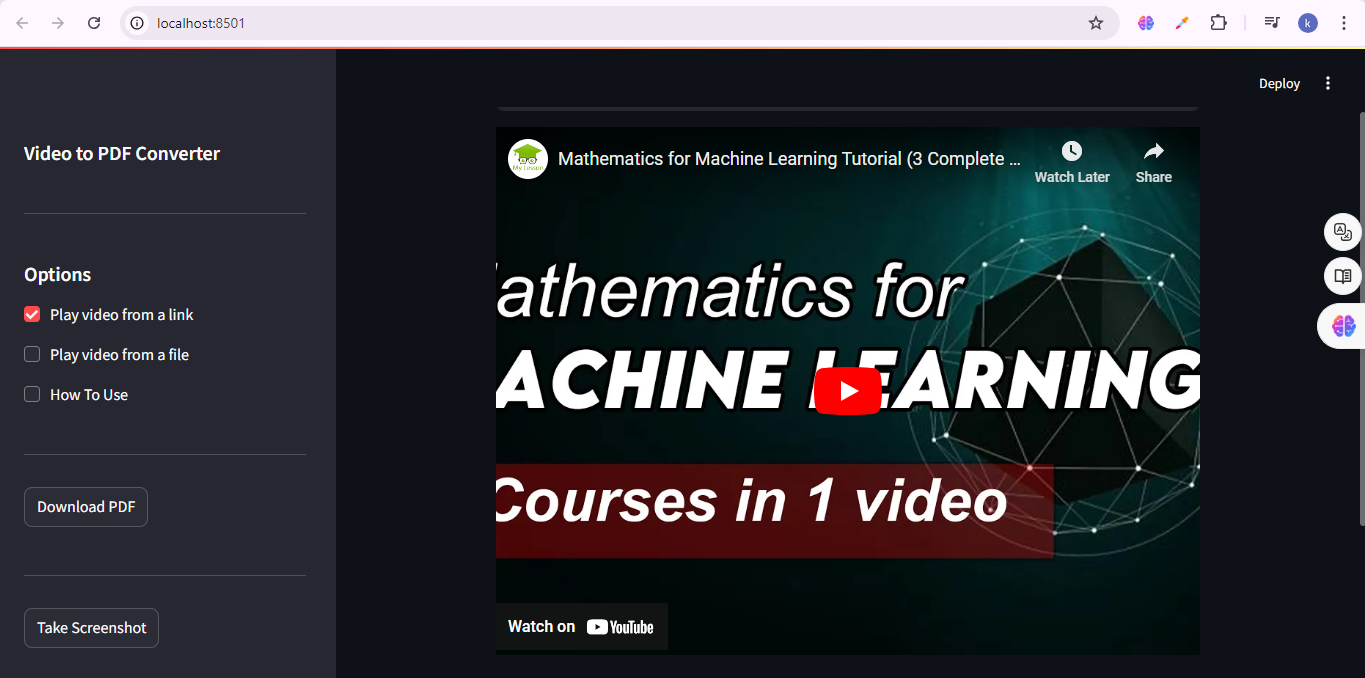 localhost:8501
k
Deploy
Video to PDF Converter
Options
Play video from a link
Play video from a file
How To Use
Download PDF
Take Screenshot
My Lesson
Mathematics for Machine Learning Tutorial (3 Complete ...
Watch Later
Share
athematics for
ACHINE LEARNING
Courses in 1 video
Watch on YouTube